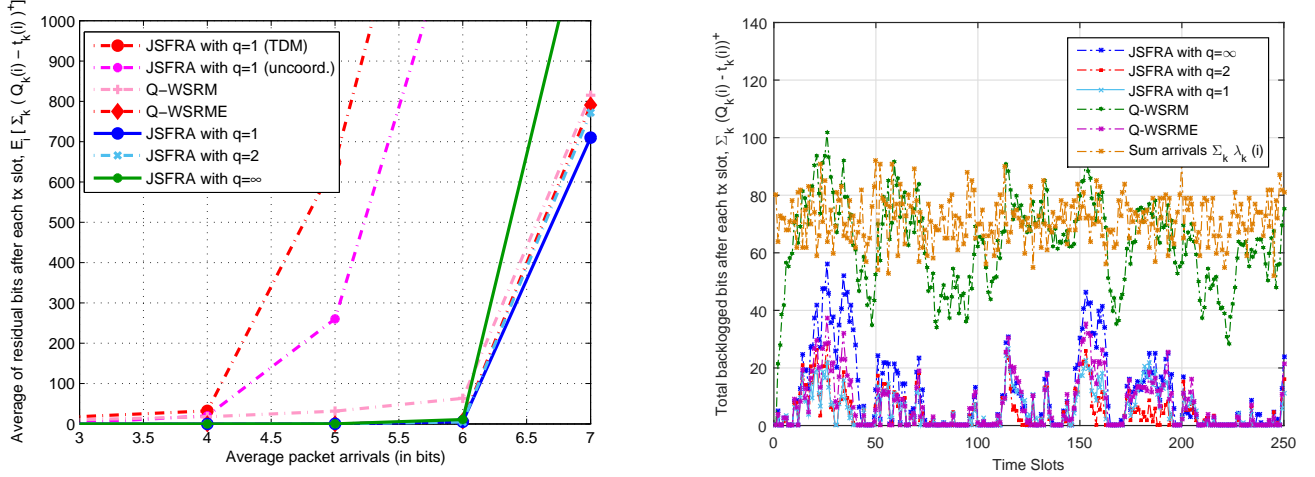 Average of residual bits after each tx slot, E_i [ Σ_k ( Q_k(i) − t_k(i) )^+]
1000
900
800
700
600
500
400
300
200
100
0
JSFRA with q=1 (TDM)
JSFRA with q=1 (uncoord.)
Q−WSRM
Q−WSRME
JSFRA with q=1
JSFRA with q=2
JSFRA with q=∞
3 3.5 4 4.5 5 5.5 6 6.5 7
Average packet arrivals (in bits)
Total backlogged bits after each tx slot, Σ_k (Q_k(i) - t_k(i))^+
140
120
100
80
60
40
20
0
JSFRA with q=∞
JSFRA with q=2
JSFRA with q=1
Q-WSRM
Q-WSRME
Sum arrivals Σ_k λ_k (i)
0 50 100 150 200 250
Time Slots